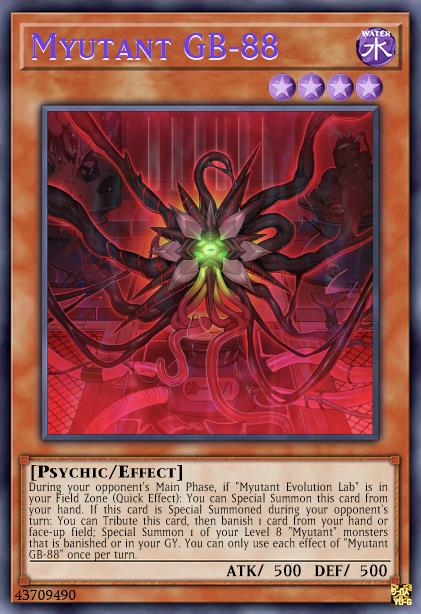 Myutant GB-88
WATER
水
[Psychic/Effect]
During your opponent's Main Phase, if "Myutant Evolution Lab" is in
your Field Zone (Quick Effect): You can Special Summon this card from
your hand. If this card is Special Summoned during your opponent's
turn: You can Tribute this card, then banish 1 card from your hand or
face-up field; Special Summon 1 of your Level 8 "Myutant" monsters
that is banished or in your GY. You can only use each effect of "Myutant
GB-88" once per turn.
ATK/ 500 DEF/ 500
43709490